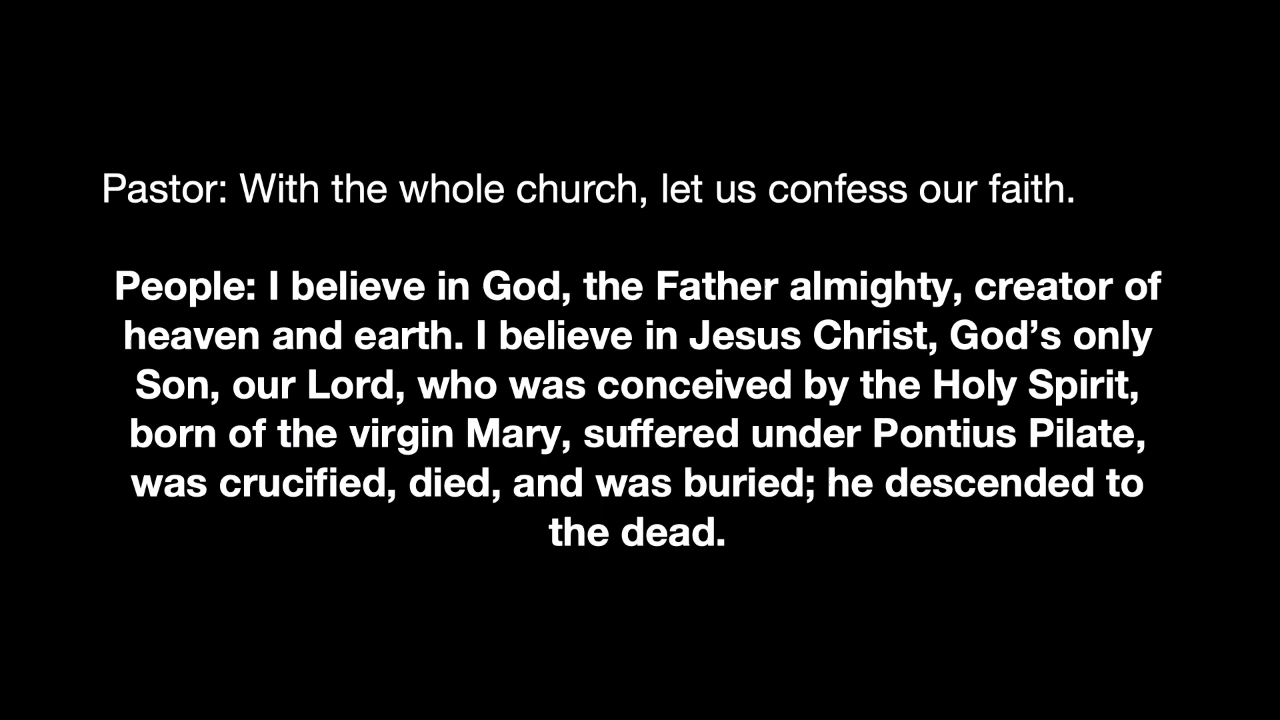 Pastor: With the whole church, let us confess our faith.
People: I believe in God, the Father almighty, creator of
heaven and earth. I believe in Jesus Christ, God’s only
Son, our Lord, who was conceived by the Holy Spirit,
born of the virgin Mary, suffered under Pontius Pilate,
was crucified, died, and was buried; he descended to
the dead.